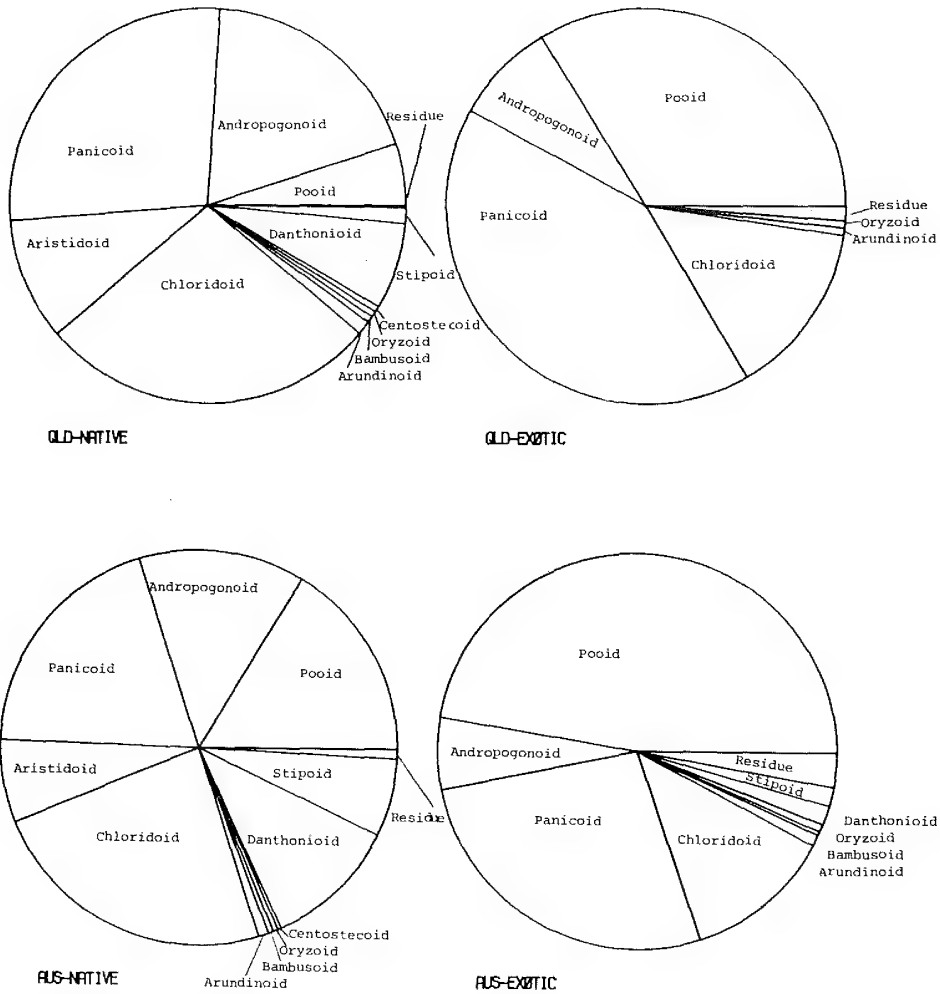 Andropogonoid
Panicoid
Pooid
Residue
Danthonioid
Aristidoid
Stipoid
Chloridoid
Centostecoid
Oryzoid
Bambusoid
Arundinoid
QLD-NATIVE
Pooid
Andropogonoid
Panicoid
Residue
Oryzoid
Arundinoid
Chloridoid
QLD-EXØTIC
Andropogonoid
Pooid
Panicoid
Aristidoid
Stipoid
Residue
Chloridoid
Danthonioid
Centostecoid
Oryzoid
Bambusoid
Arundinoid
AUS-NATIVE
Pooid
Andropogonoid
Residue
Stipoid
Panicoid
Chloridoid
Danthonioid
Oryzoid
Bambusoid
Arundinoid
AUS-EXØTIC